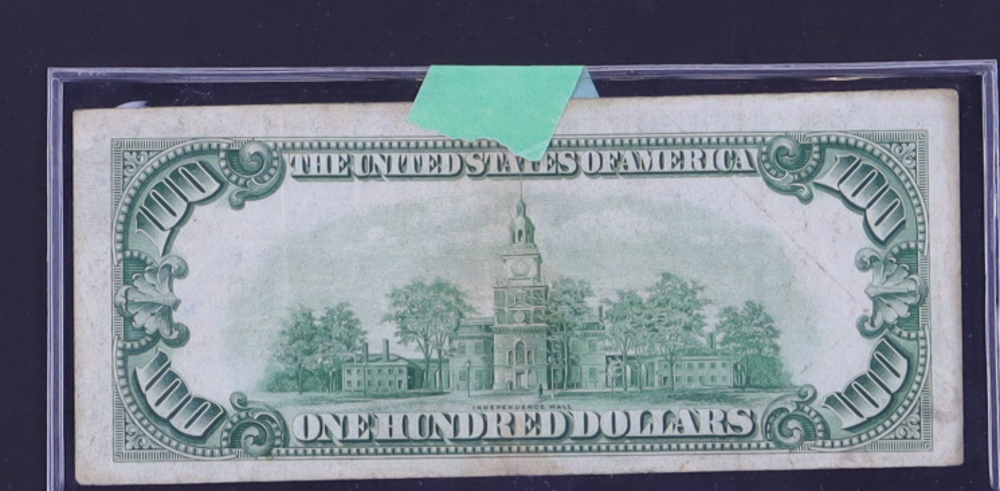 100 THE UNITED STATES OF AMERICA 100
INDEPENDENCE HALL
100 ONE HUNDRED DOLLARS 100